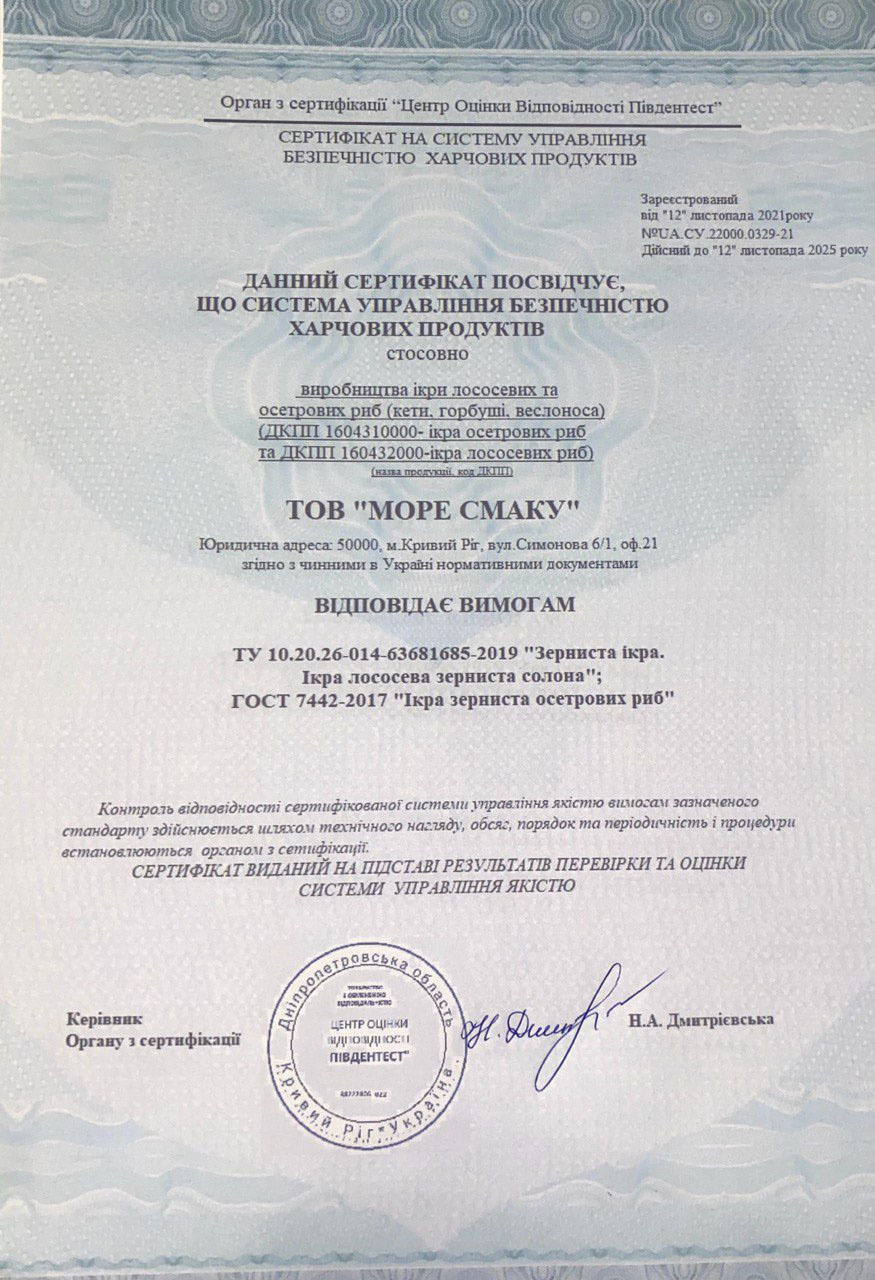 Орган з сертифікації “Центр Оцінки Відповідності Південтест”
СЕРТИФІКАТ НА СИСТЕМУ УПРАВЛІННЯ
БЕЗПЕЧНІСТЮ ХАРЧОВИХ ПРОДУКТІВ
Зареєстрований
від "12" листопада 2021року
№UA.СУ.22000.0329-21
Дійсний до "12" листопада 2025 року
ДАННИЙ СЕРТИФІКАТ ПОСВІДЧУЄ,
ЩО СИСТЕМА УПРАВЛІННЯ БЕЗПЕЧНІСТЮ
ХАРЧОВИХ ПРОДУКТІВ
стосовно
виробництва ікри лососевих та
осетрових риб (кети, горбуші, веслоноса)
(ДКПП 1604310000- ікра осетрових риб
та ДКПП 160432000-ікра лососевих риб)
(назва продукції, код ДКПП)
ТОВ "МОРЕ СМАКУ"
Юридична адреса: 50000, м.Кривий Ріг, вул.Симонова 6/1, оф.21
згідно з чинними в Україні нормативними документами
ВІДПОВІДАЄ ВИМОГАМ
ТУ 10.20.26-014-63681685-2019 "Зерниста ікра.
Ікра лососева зерниста солона";
ГОСТ 7442-2017 "Ікра зерниста осетрових риб"
Контроль відповідності сертифікованої системи управління якістю вимогам зазначеного
стандарту здійснюється шляхом технічного нагляду, обсяг, порядок та періодичність і процедури
встановлюються органом з сетифікації.
СЕРТИФІКАТ ВИДАНИЙ НА ПІДСТАВІ РЕЗУЛЬТАТІВ ПЕРЕВІРКИ ТА ОЦІНКИ
СИСТЕМИ УПРАВЛІННЯ ЯКІСТЮ
Керівник
Органу з сертифікації
Дніпропетровська область
ЦЕНТР ОЦІНКИ
ВІДПОВІДНОСТІ
ПІВДЕНТЕСТ"
Кривий Ріг*Україна
Н.А. Дмитрієвська